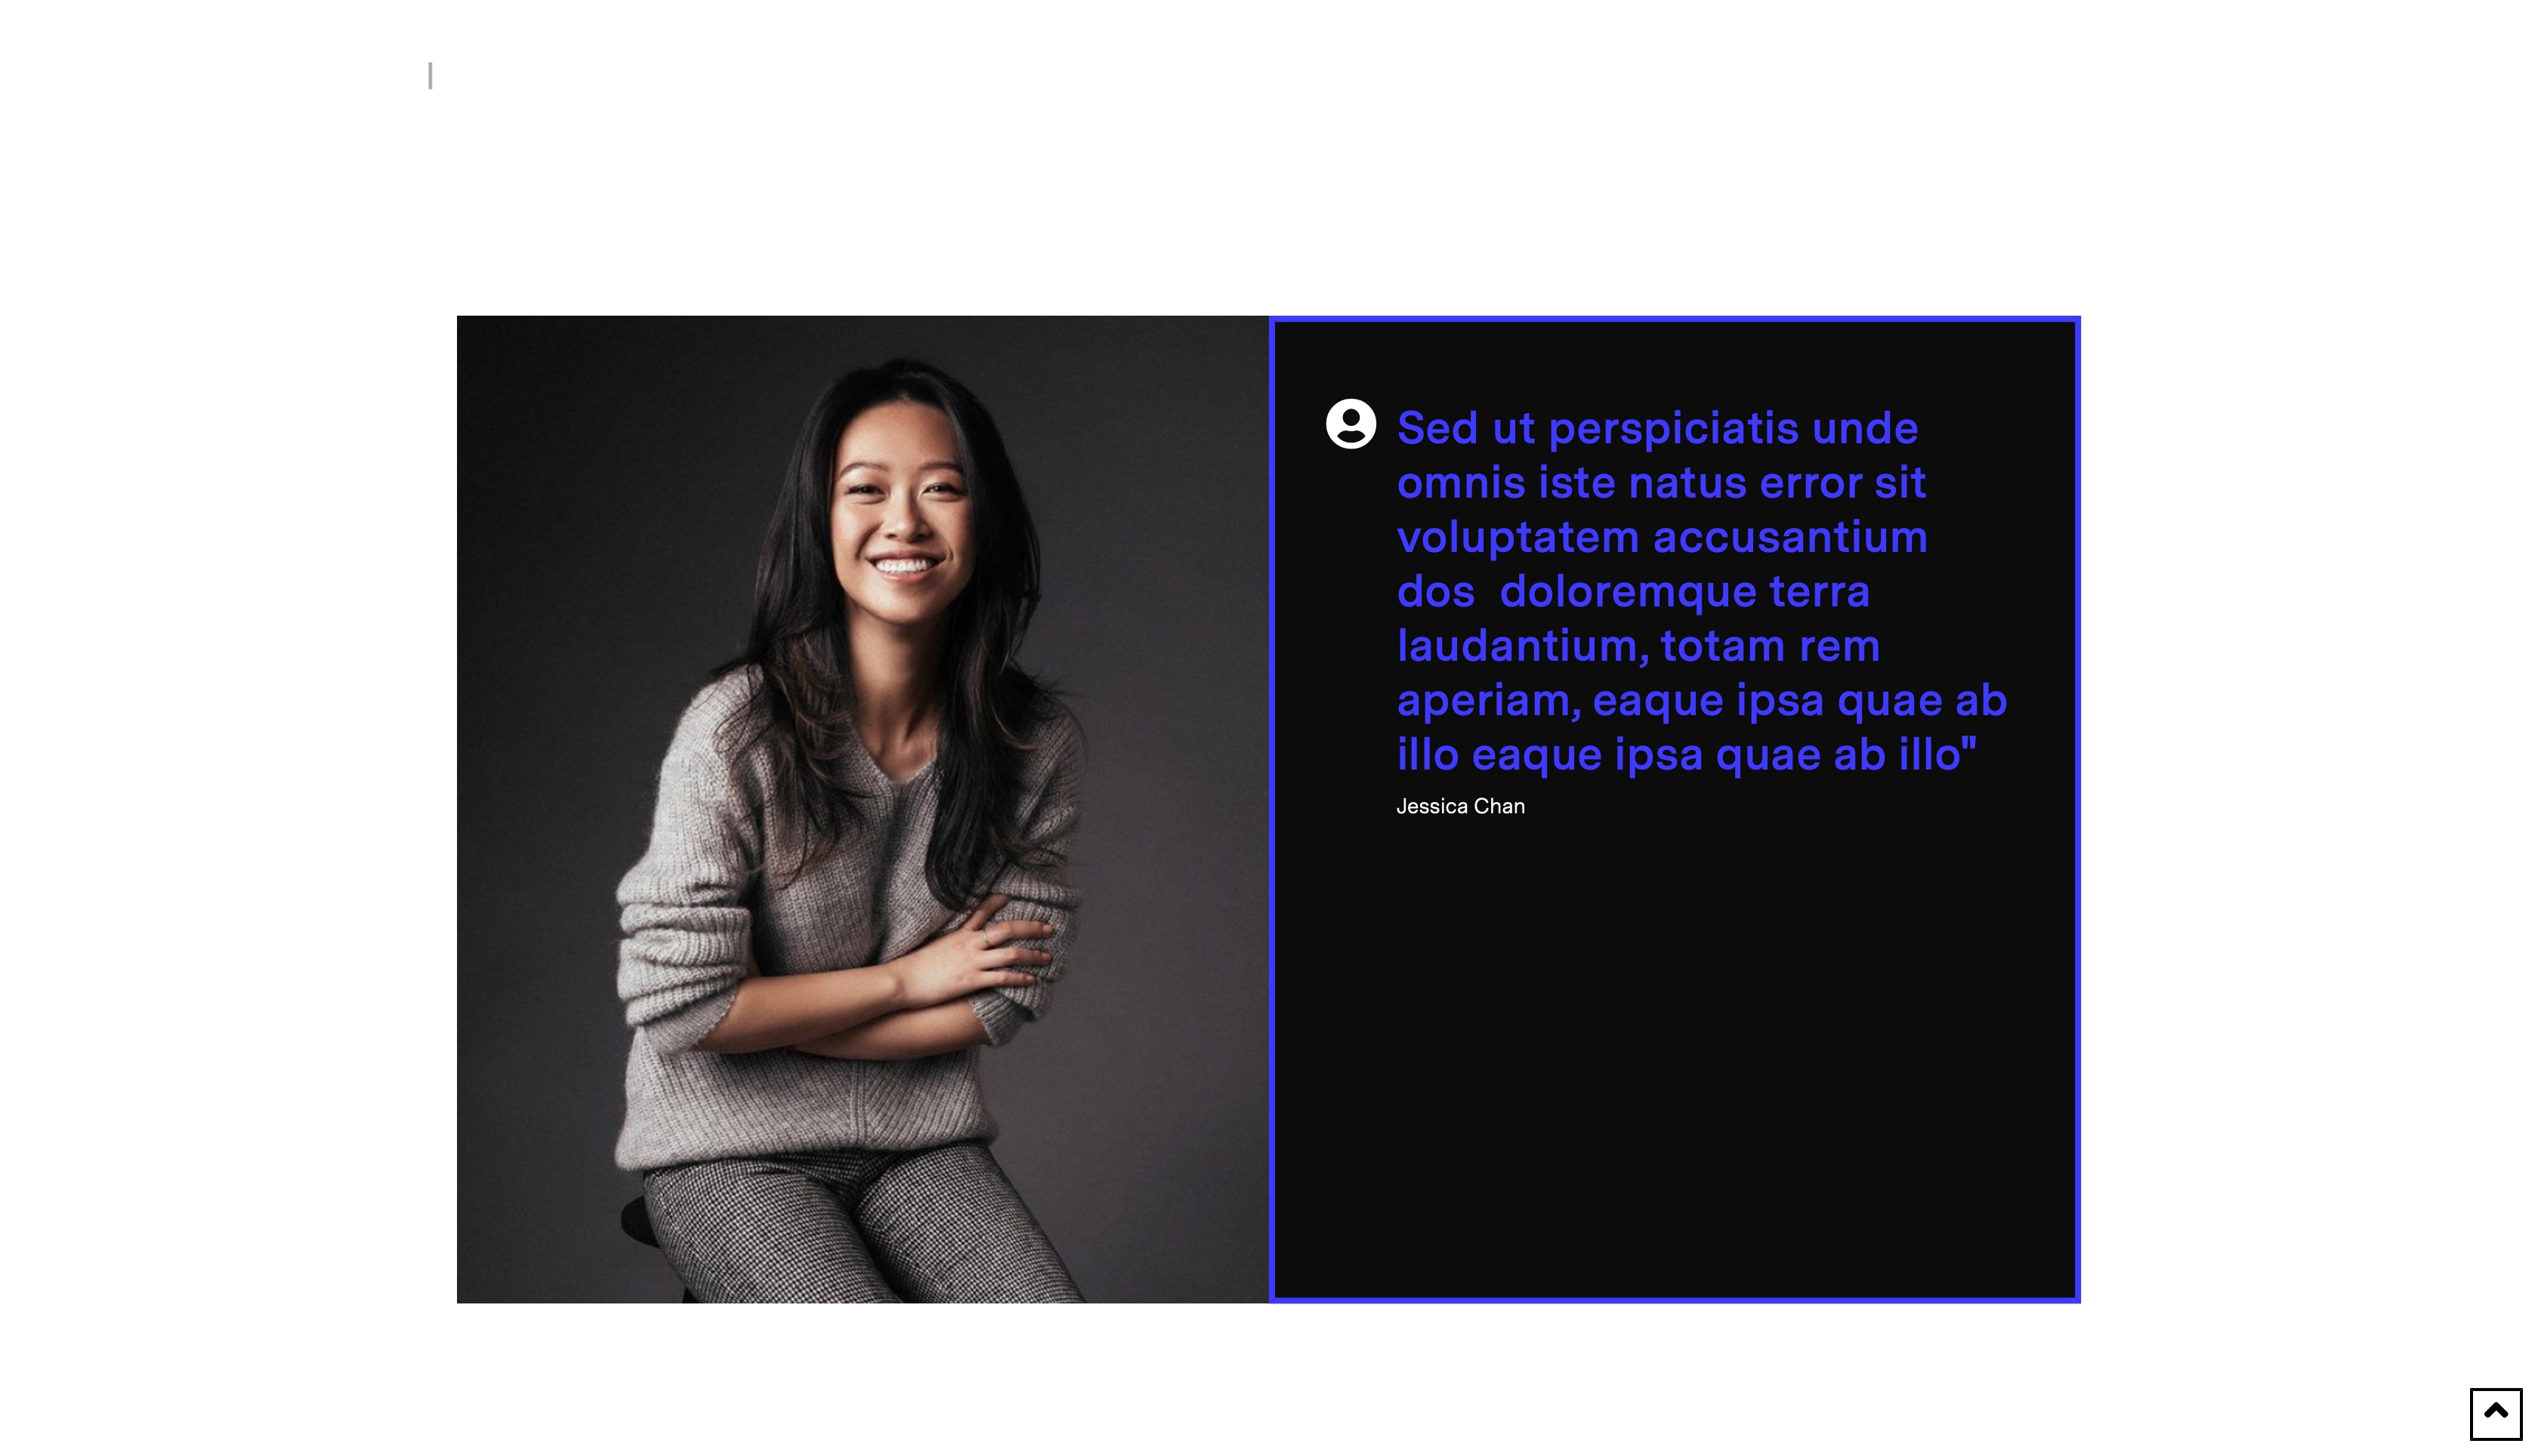 Sed ut perspiciatis unde
omnis iste natus error sit
voluptatem accusantium
dos  doloremque terra
laudantium, totam rem
aperiam, eaque ipsa quae ab
illo eaque ipsa quae ab illo"
Jessica Chan